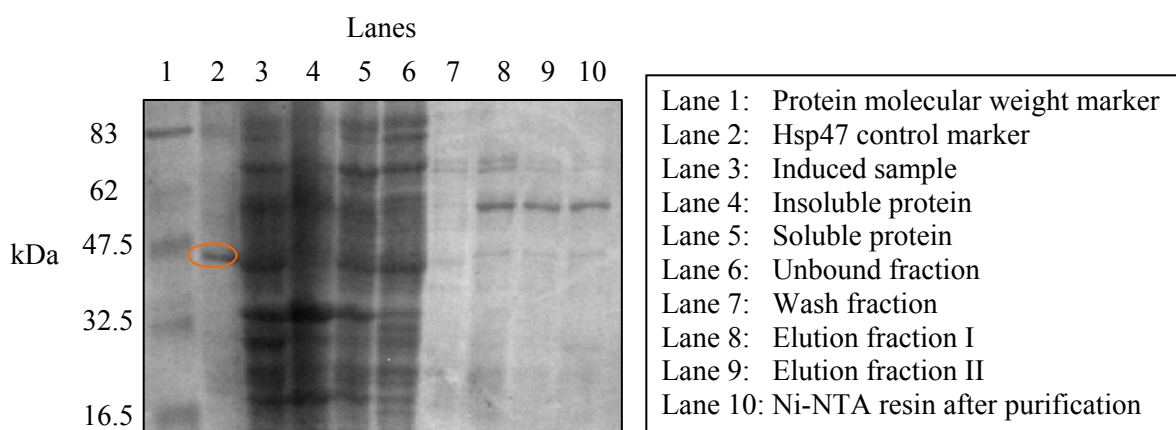 Lanes
1 2 3 4 5 6 7 8 9 10
83
62
kDa
47.5
32.5
16.5
Lane 1: Protein molecular weight marker
Lane 2: Hsp47 control marker
Lane 3: Induced sample
Lane 4: Insoluble protein
Lane 5: Soluble protein
Lane 6: Unbound fraction
Lane 7: Wash fraction
Lane 8: Elution fraction I
Lane 9: Elution fraction II
Lane 10: Ni-NTA resin after purification